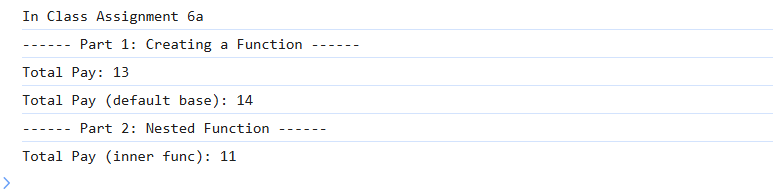 In Class Assignment 6a
------ Part 1: Creating a Function ------
Total Pay: 13
Total Pay (default base): 14
------ Part 2: Nested Function ------
Total Pay (inner func): 11